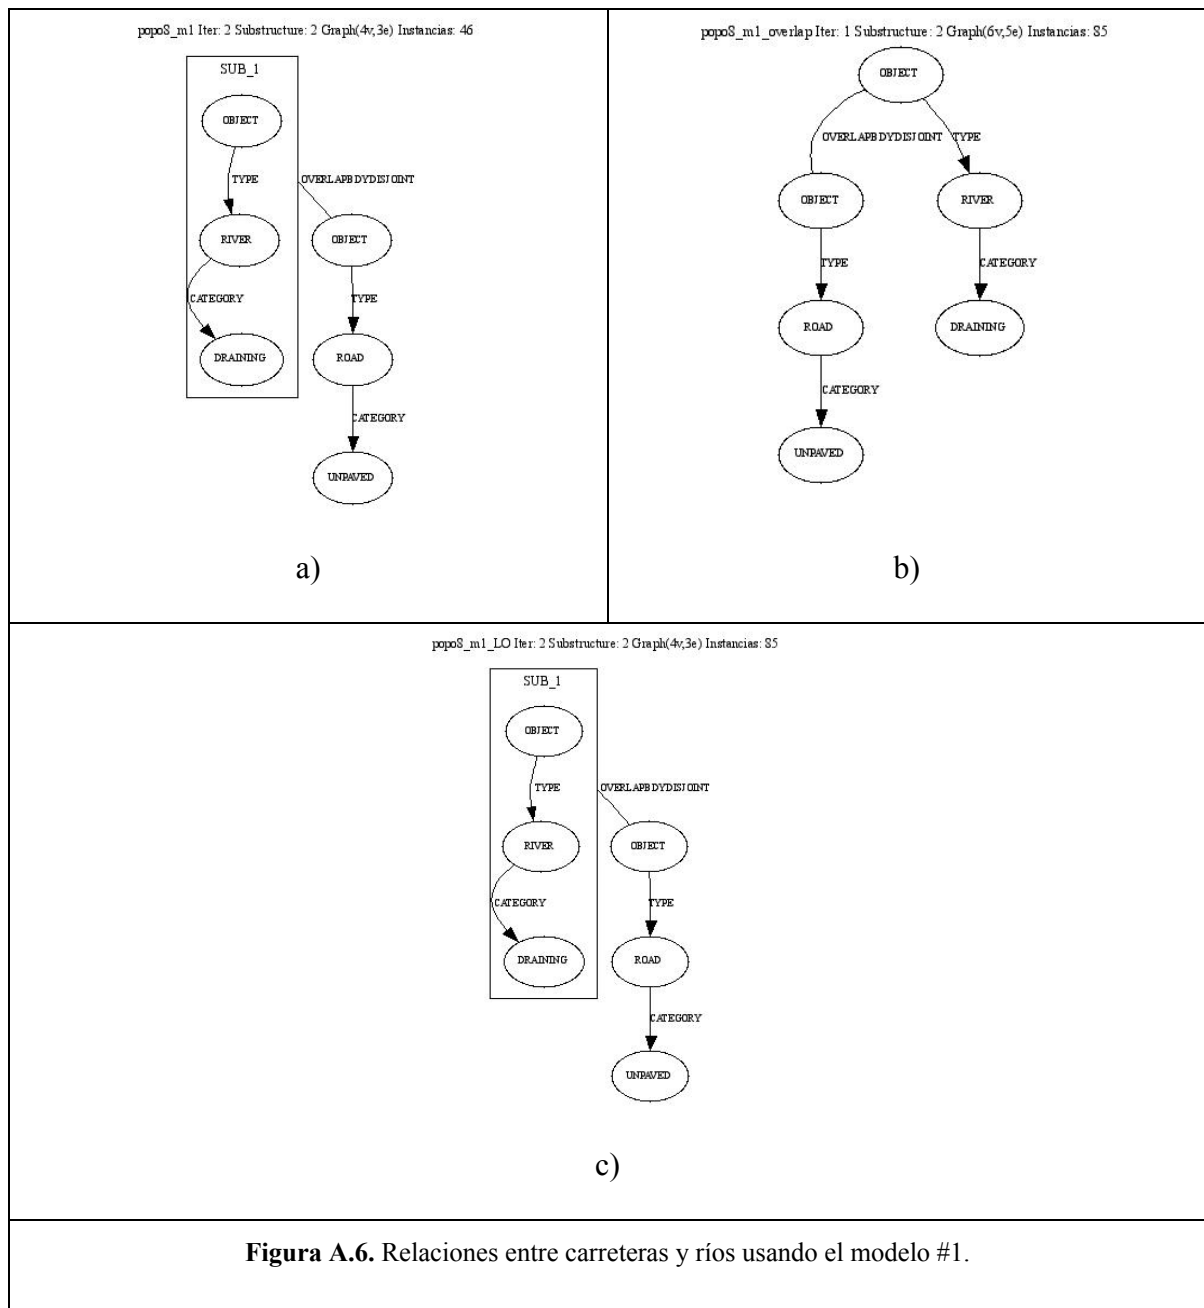 popo8_m1 Iter: 2 Substructure: 2 Graph(4v,3e) Instancias: 46
SUB_1
OBJECT
TYPE
OVERLAPBDYDISJOINT
RIVER
OBJECT
CATEGORY
TYPE
DRAINING
ROAD
CATEGORY
UNPAVED
a)
popo8_m1_overlap Iter: 1 Substructure: 2 Graph(6v,5e) Instancias: 85
OBJECT
OVERLAPBDYDISJOINT
TYPE
OBJECT
RIVER
TYPE
CATEGORY
ROAD
DRAINING
CATEGORY
UNPAVED
b)
popo8_m1_LO Iter: 2 Substructure: 2 Graph(4v,3e) Instancias: 85
SUB_1
OBJECT
TYPE
OVERLAPBDYDISJOINT
RIVER
OBJECT
CATEGORY
TYPE
DRAINING
ROAD
CATEGORY
UNPAVED
c)
Figura A.6. Relaciones entre carreteras y ríos usando el modelo #1.